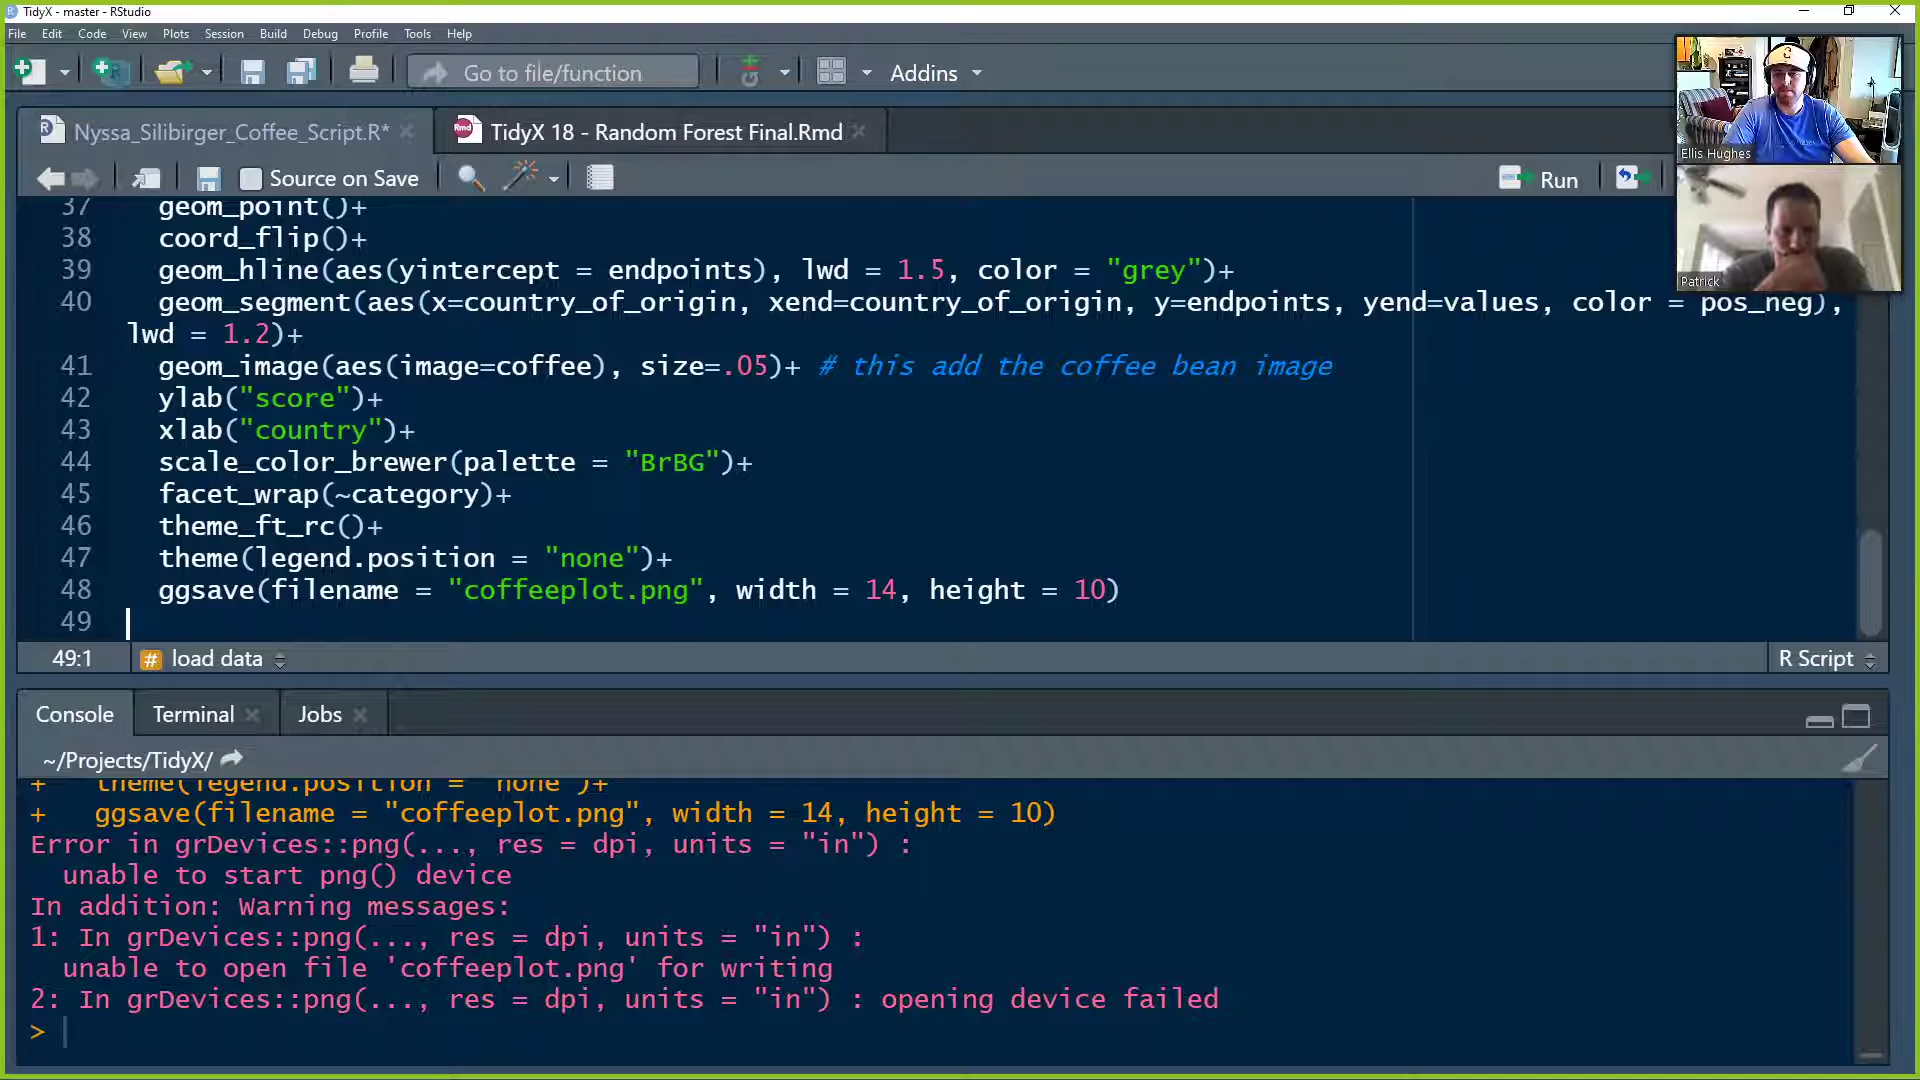 TidyX - master - RStudio
File Edit Code View Plots Session Build Debug Profile Tools Help
Go to file/function
Addins
Nyssa_Silibirger_Coffee_Script.R*
TidyX 18 - Random Forest Final.Rmd
Source on Save
Run
Ellis Hughes
Patrick
37 geom_point()+
38 coord_flip()+
39 geom_hline(aes(yintercept = endpoints), lwd = 1.5, color = "grey")+
40 geom_segment(aes(x=country_of_origin, xend=country_of_origin, y=endpoints, yend=values, color = pos_neg),
lwd = 1.2)+
41 geom_image(aes(image=coffee), size=.05)+ # this add the coffee bean image
42 ylab("score")+
43 xlab("country")+
44 scale_color_brewer(palette = "BrBG")+
45 facet_wrap(~category)+
46 theme_ft_rc()+
47 theme(legend.position = "none")+
48 ggsave(filename = "coffeeplot.png", width = 14, height = 10)
49
49:1 # load data R Script
Console Terminal Jobs
~/Projects/TidyX/
+ theme(legend.position = "none")+
+ ggsave(filename = "coffeeplot.png", width = 14, height = 10)
Error in grDevices::png(..., res = dpi, units = "in") :
unable to start png() device
In addition: Warning messages:
1: In grDevices::png(..., res = dpi, units = "in") :
unable to open file 'coffeeplot.png' for writing
2: In grDevices::png(..., res = dpi, units = "in") : opening device failed
>